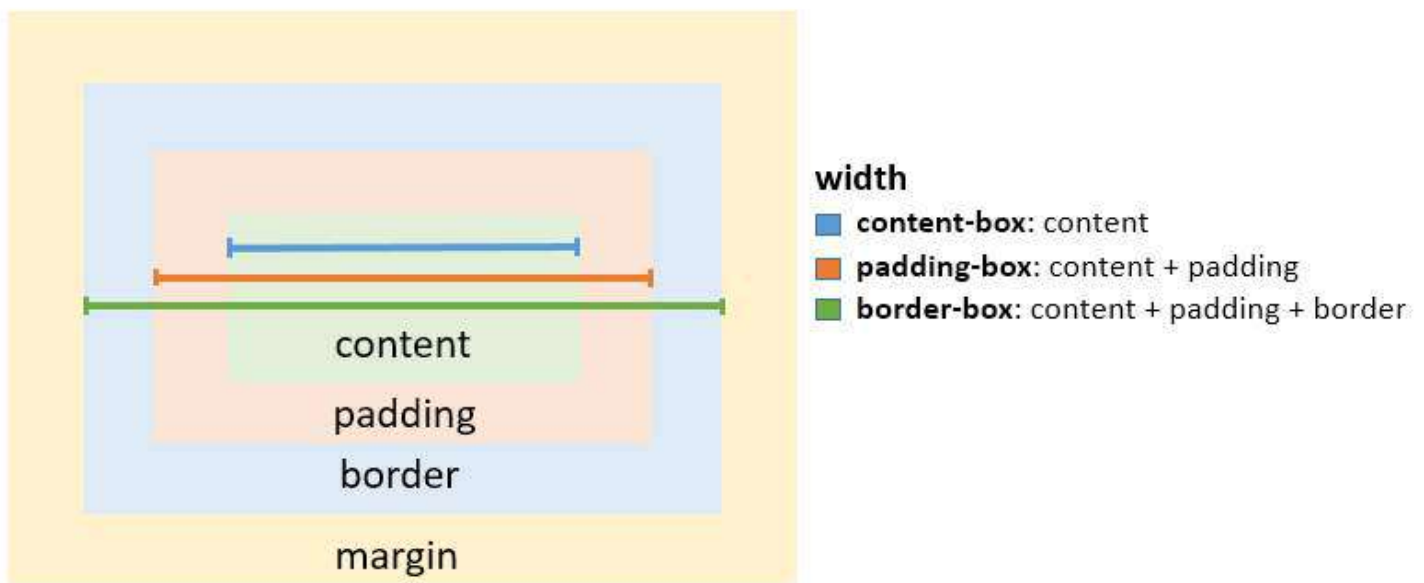 width
content-box: content
padding-box: content + padding
border-box: content + padding + border
content
padding
border
margin